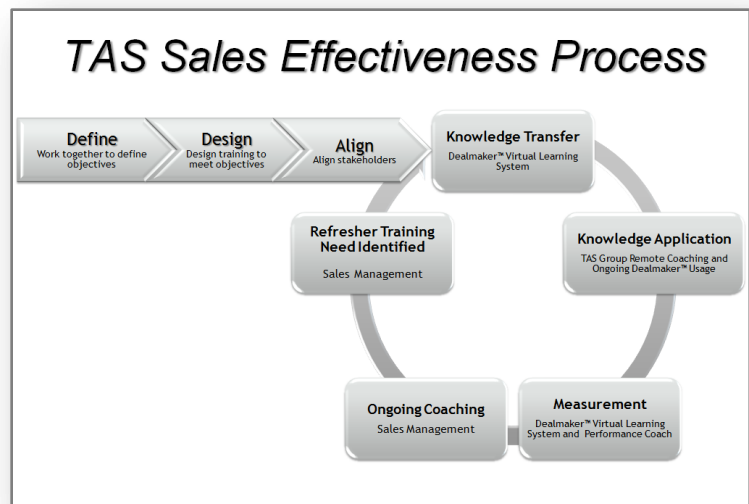 TAS Sales Effectiveness Process
Define
Work together to define
objectives
Design
Design training to
meet objectives
Align
Align stakeholders
Knowledge Transfer
Dealmaker™ Virtual Learning
System
Knowledge Application
TAS Group Remote Coaching and
Ongoing Dealmaker™ Usage
Measurement
Dealmaker™ Virtual Learning
System and Performance Coach
Ongoing Coaching
Sales Management
Refresher Training
Need Identified
Sales Management